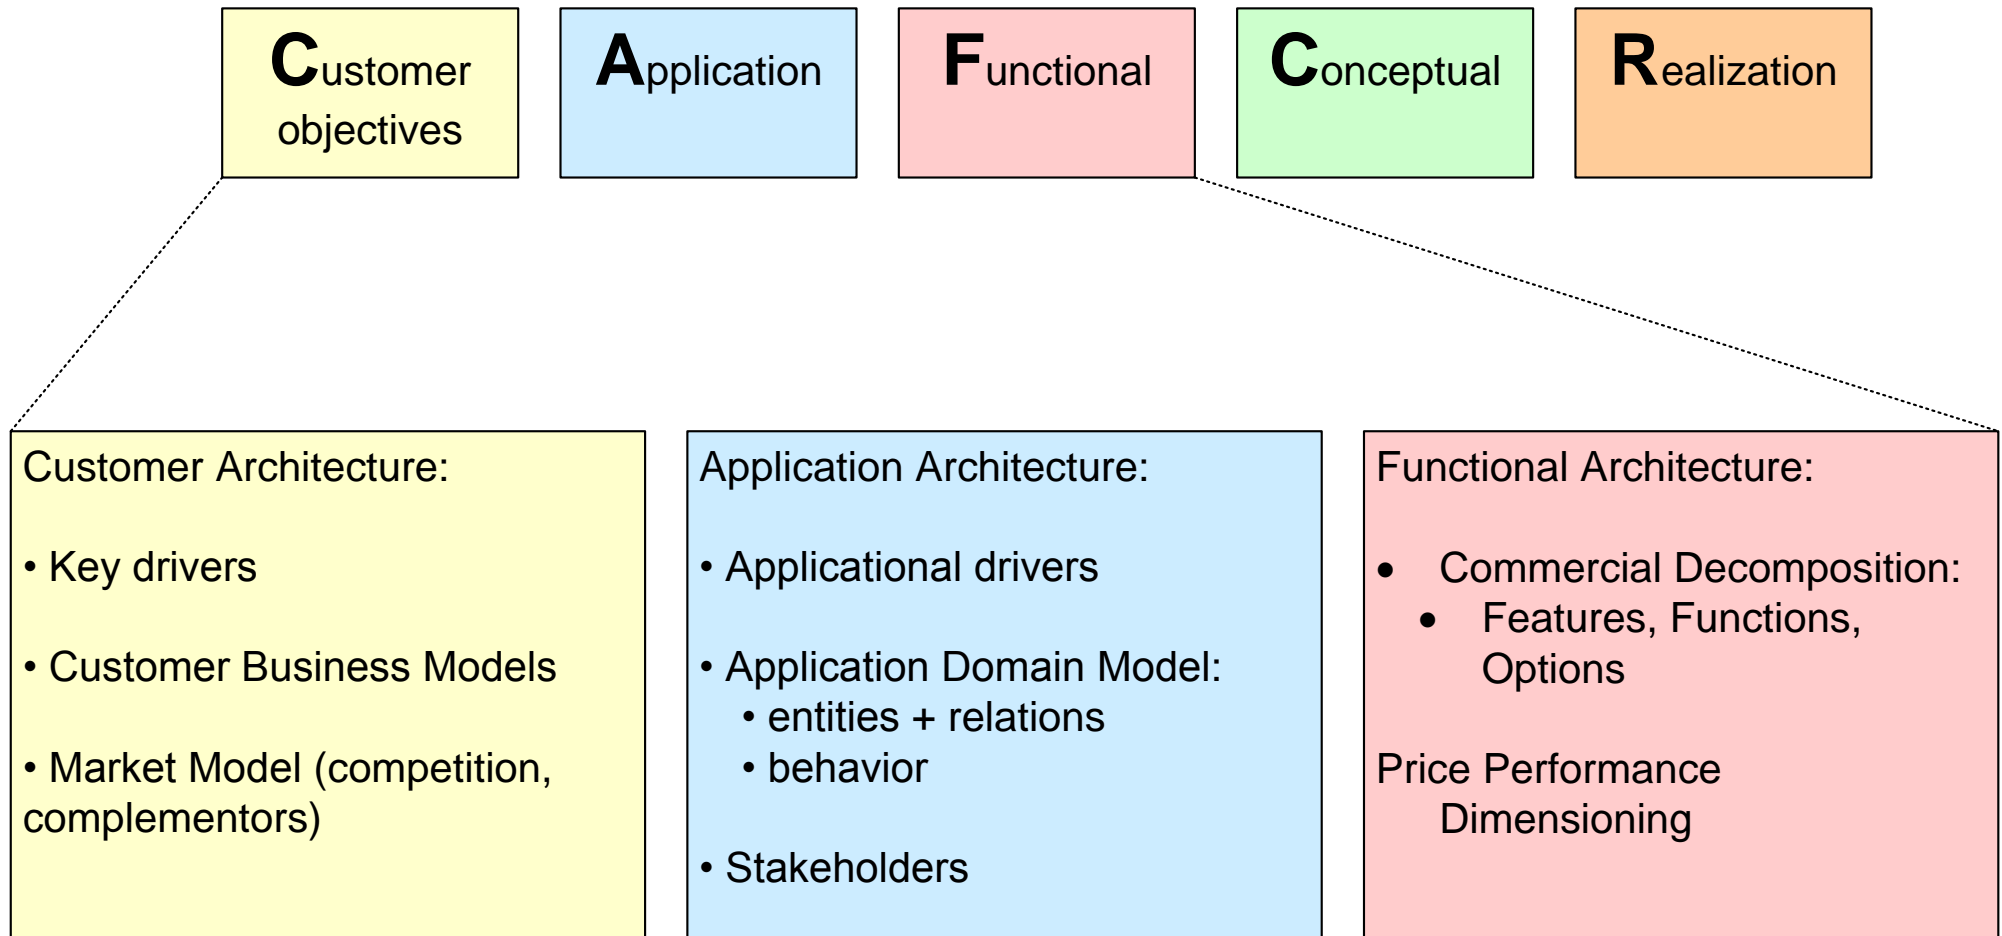 Customer
objectives
Application
Functional
Conceptual
Realization
Customer Architecture:
• Key drivers
• Customer Business Models
• Market Model (competition,
complementors)
Application Architecture:
• Applicational drivers
• Application Domain Model:
• entities + relations
• behavior
• Stakeholders
Functional Architecture:
• Commercial Decomposition:
• Features, Functions,
Options
Price Performance
Dimensioning